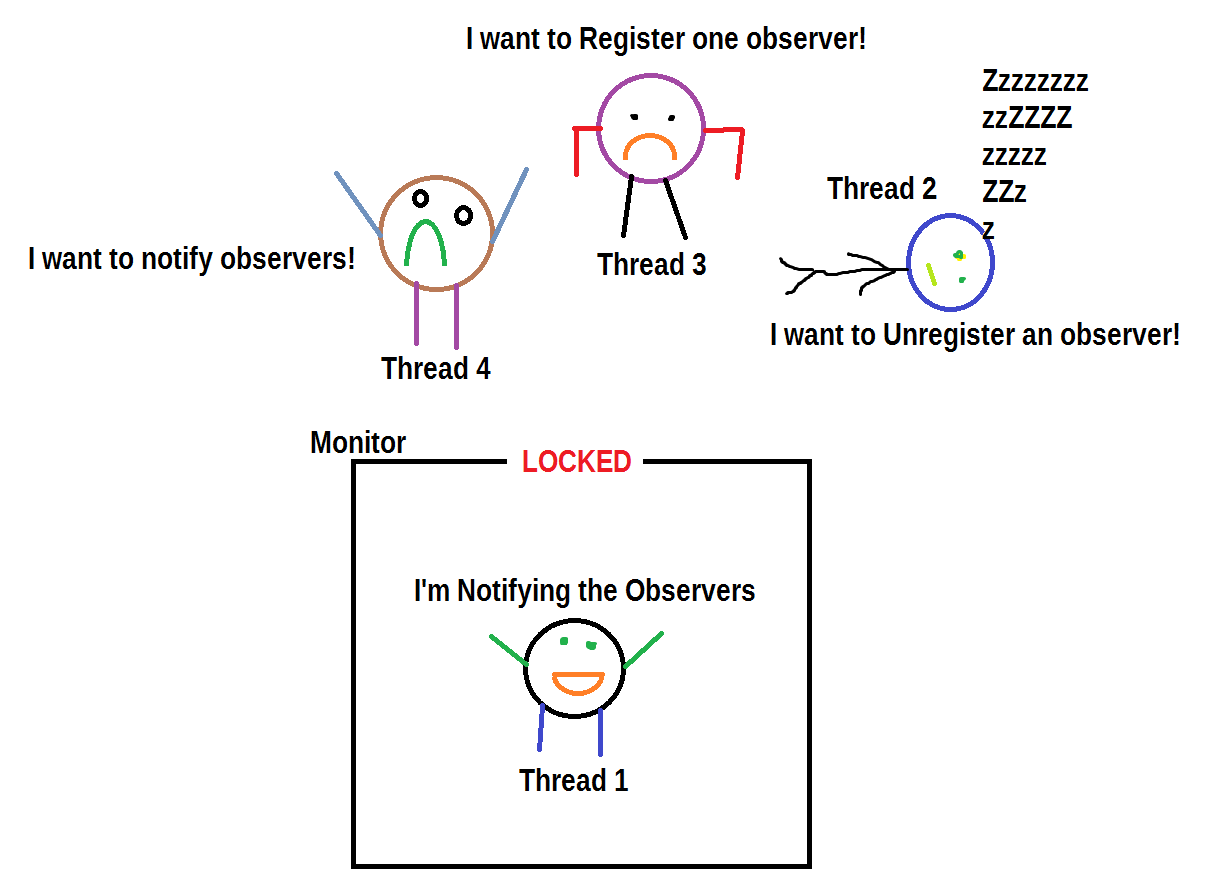 I want to Register one observer!
Zzzzzzzz
zzZZZZ
zzzzz
ZZz
z
Thread 2
I want to notify observers!
Thread 3
I want to Unregister an observer!
Thread 4
Monitor
LOCKED
I'm Notifying the Observers
Thread 1